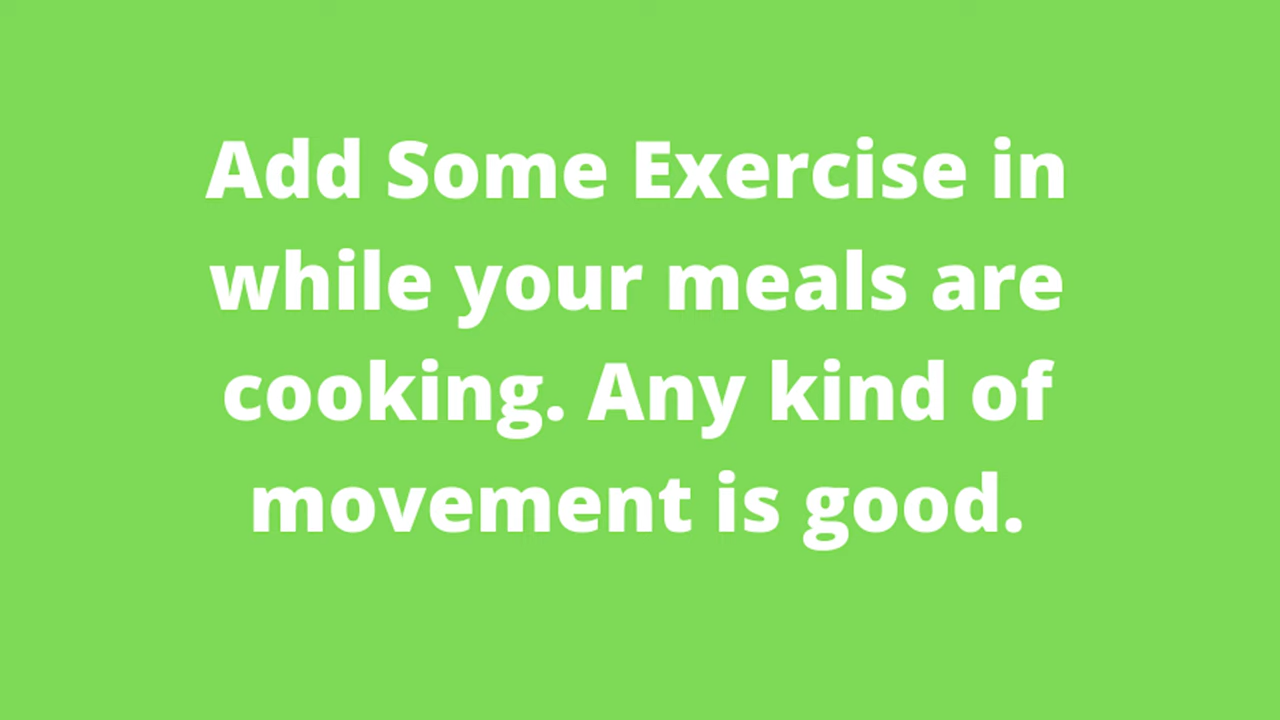 Add Some Exercise in
while your meals are
cooking. Any kind of
movement is good.